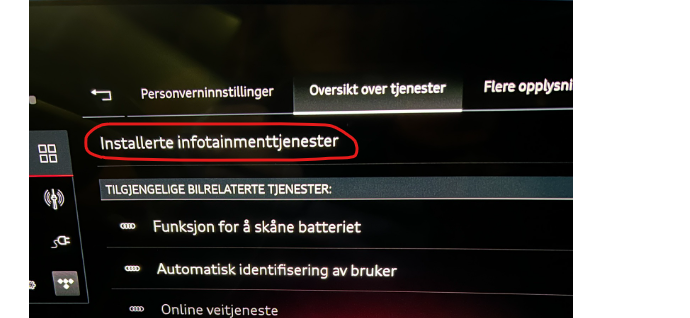 Personverninnstillinger
Oversikt over tjenester
Flere opplysni
Installerte infotainmenttjenester
TILGJENGELIGE BILRELATERTE TJENESTER:
Funksjon for å skåne batteriet
Automatisk identifisering av bruker
Online veitjeneste